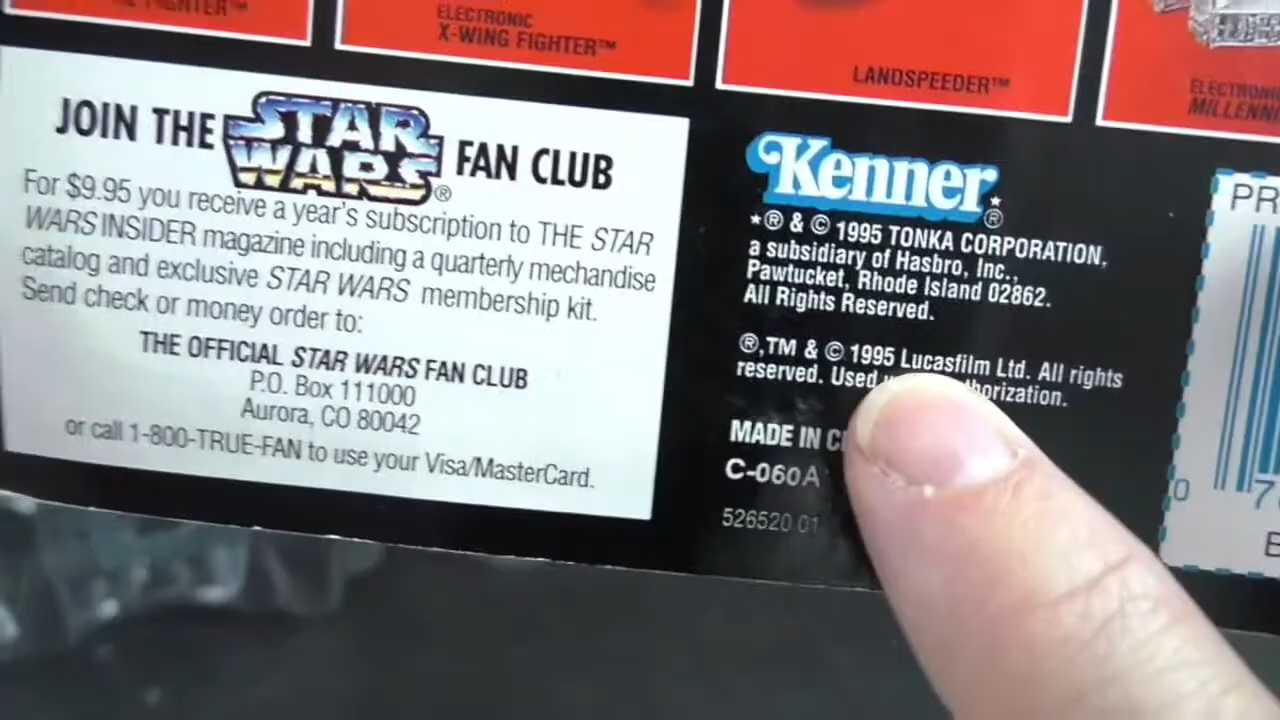 FIGHTER™
ELECTRONIC
X-WING FIGHTER™
LANDSPEEDER™
ELECTRONIC
JOIN THE STAR WARS® FAN CLUB
For $9.95 you receive a year's subscription to THE STAR
WARS INSIDER magazine including a quarterly mechandise
catalog and exclusive STAR WARS membership kit.
Send check or money order to:
THE OFFICIAL STAR WARS FAN CLUB
P.O. Box 111000
Aurora, CO 80042
or call 1-800-TRUE-FAN to use your Visa/MasterCard.
Kenner®
*® & © 1995 TONKA CORPORATION,
a subsidiary of Hasbro, Inc.,
Pawtucket, Rhode Island 02862.
All Rights Reserved.
®,TM & © 1995 Lucasfilm Ltd. All rights
reserved. Used
MADE IN
C-060A
526520.01
PR
0 7